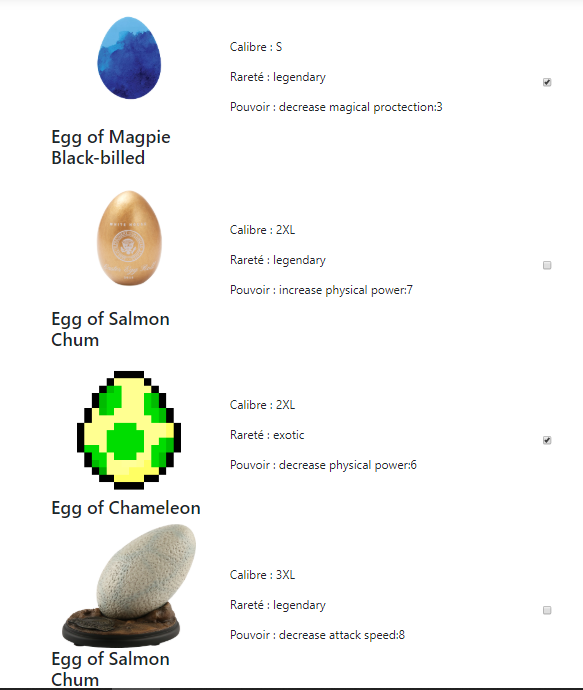 Calibre : S
Rareté : legendary
Pouvoir : decrease magical proctection:3
Egg of Magpie
Black-billed
WHITE HOUSE
Calibre : 2XL
Rareté : legendary
Pouvoir : increase physical power:7
Egg of Salmon
Chum
Calibre : 2XL
Rareté : exotic
Pouvoir : decrease physical power:6
Egg of Chameleon
Calibre : 3XL
Rareté : legendary
Pouvoir : decrease attack speed:8
Egg of Salmon
Chum